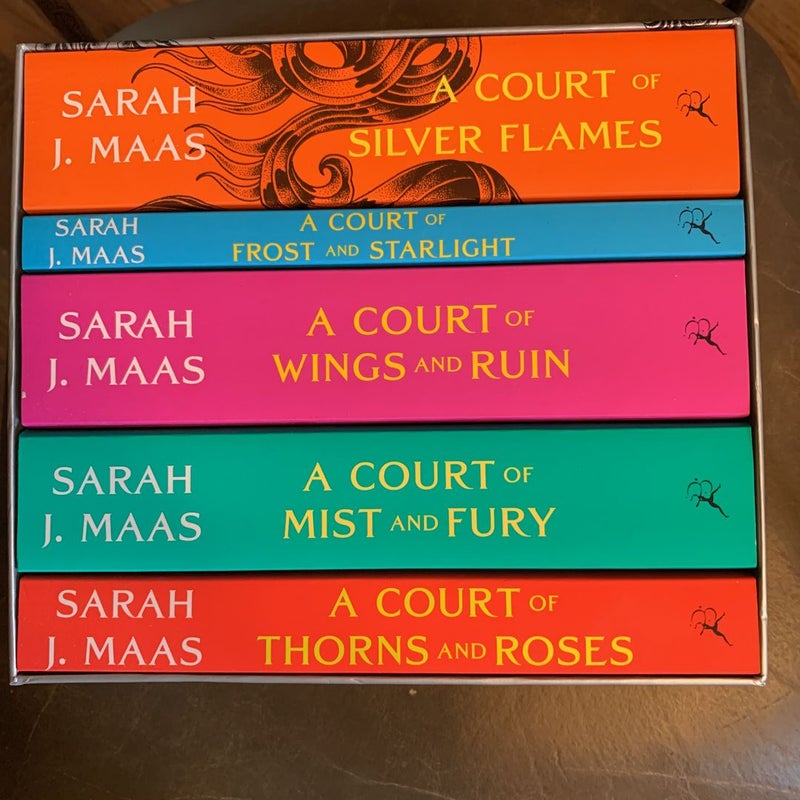 SARAH
J. MAAS
A COURT OF
SILVER FLAMES
SARAH
J. MAAS
A COURT OF
FROST AND STARLIGHT
SARAH
J. MAAS
A COURT OF
WINGS AND RUIN
SARAH
J. MAAS
A COURT OF
MIST AND FURY
SARAH
J. MAAS
A COURT OF
THORNS AND ROSES